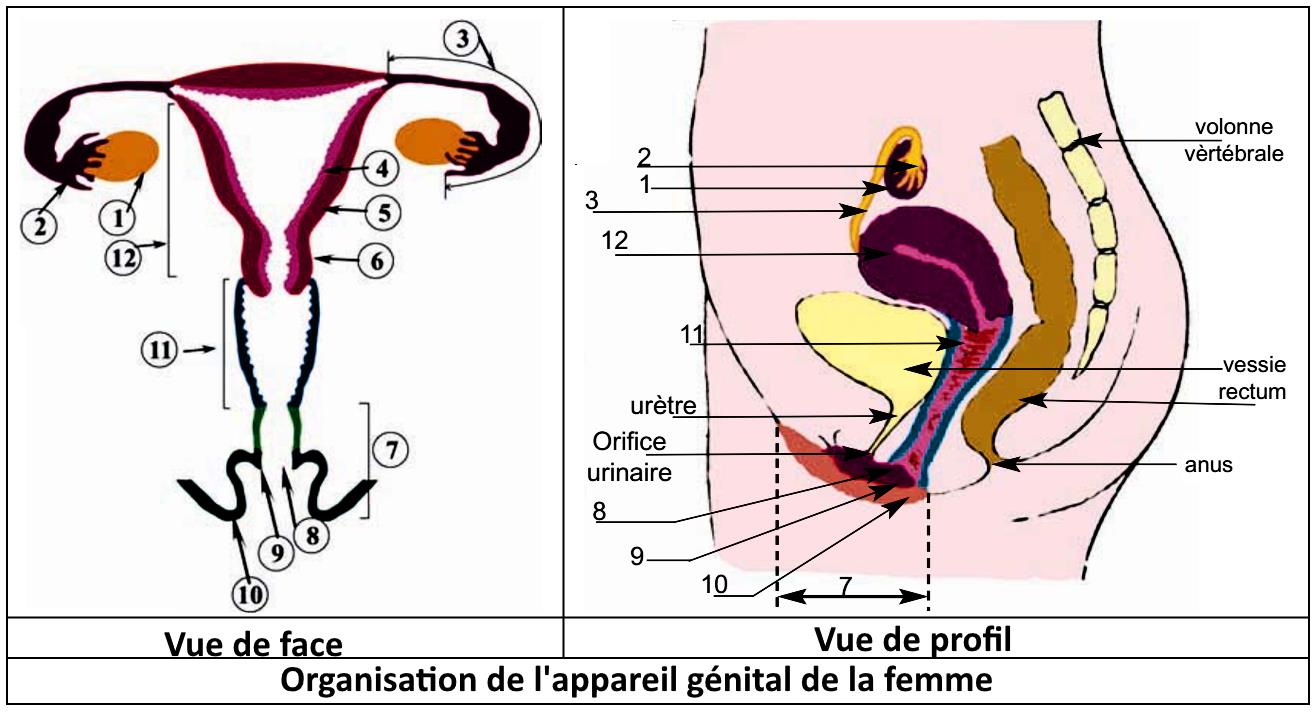 3
4
2
1
5
12
6
11
7
8
9
10
volonne
vèrtébrale
2
1
3
12
11
vessie
urètre
rectum
Orifice
urinaire
anus
8
9
10
7
Vue de face
Vue de profil
Organisation de l'appareil génital de la femme